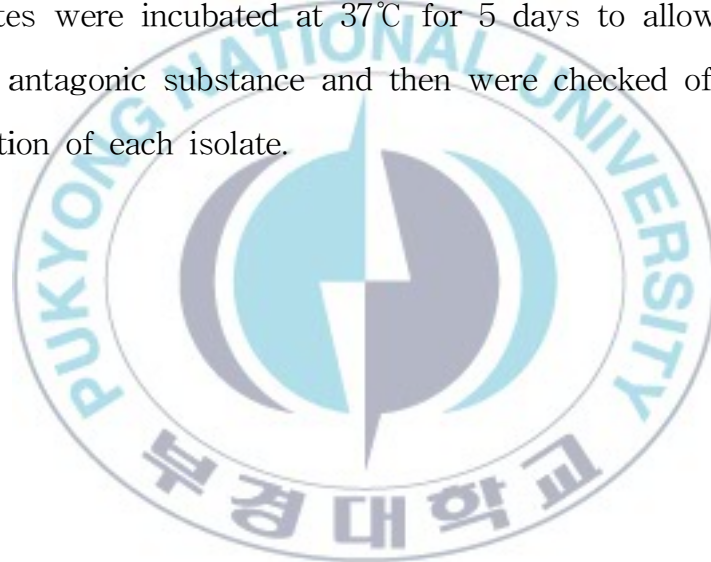 tes were incubated at 37℃ for 5 days to allow
antagonic substance and then were checked of
tion of each isolate.
PUKYONG NATIONAL UNIVERSITY
부경대학교